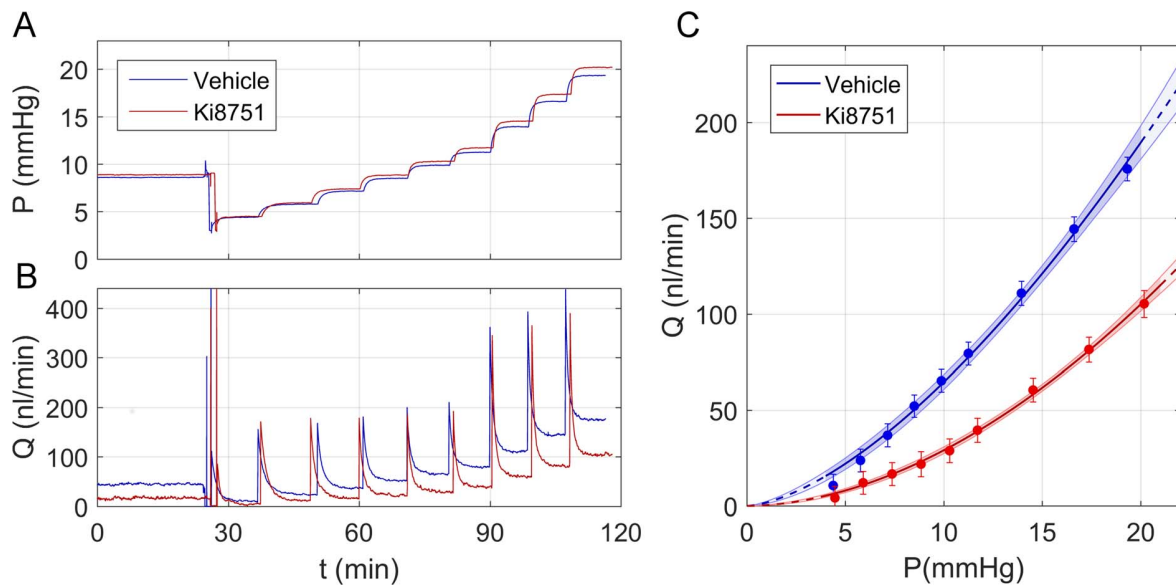 A
P (mmHg)
20
15
10
5
0
Vehicle
Ki8751
B
Q (nl/min)
400
300
200
100
0
0 30 60 90 120
t (min)
C
Q (nl/min)
200
150
100
50
0
Vehicle
Ki8751
0 5 10 15 20
P(mmHg)